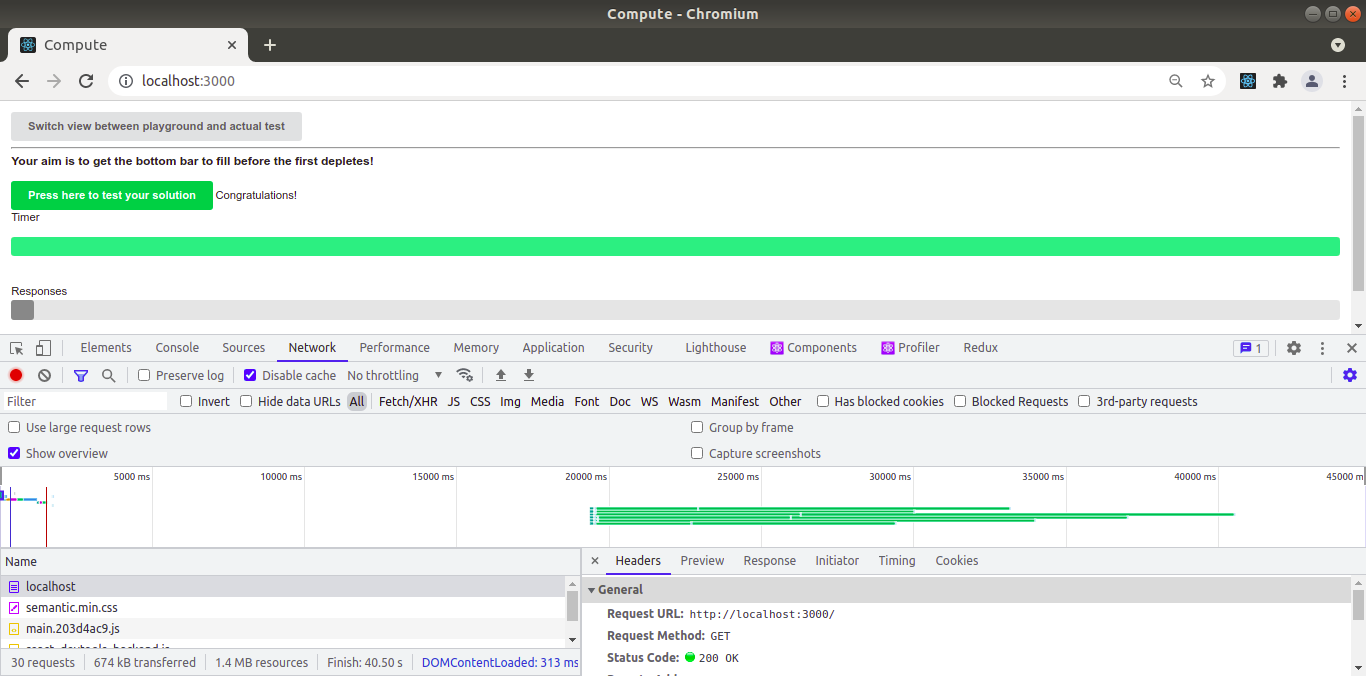 Compute - Chromium
Compute
localhost:3000
Switch view between playground and actual test
Your aim is to get the bottom bar to fill before the first depletes!
Press here to test your solution Congratulations!
Timer
Responses
Elements Console Sources Network Performance Memory Application Security Lighthouse Components Profiler Redux 1
Preserve log Disable cache No throttling
Filter Invert Hide data URLs All Fetch/XHR JS CSS Img Media Font Doc WS Wasm Manifest Other Has blocked cookies Blocked Requests 3rd-party requests
Use large request rows Group by frame
Show overview Capture screenshots
5000 ms 10000 ms 15000 ms 20000 ms 25000 ms 30000 ms 35000 ms 40000 ms 45000 m
Name Headers Preview Response Initiator Timing Cookies
localhost General
semantic.min.css Request URL: http://localhost:3000/
main.203d4ac9.js Request Method: GET
Status Code: 200 OK
30 requests 674 kB transferred 1.4 MB resources Finish: 40.50 s DOMContentLoaded: 313 ms